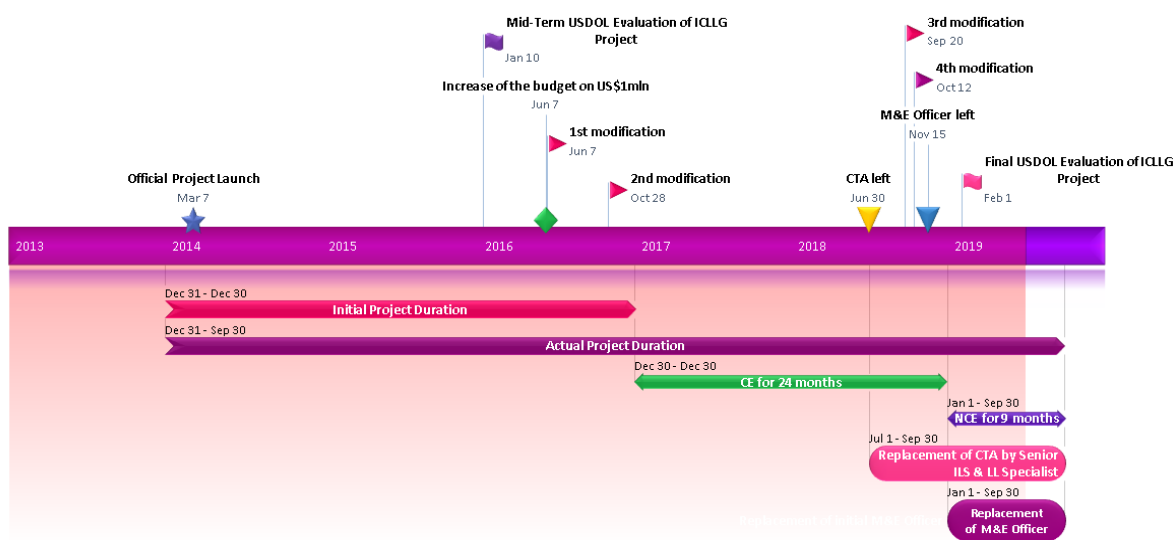 Mid-Term USDOL Evaluation of ICLLG
Project
Jan 10
3rd modification
Sep 20
4th modification
Oct 12
Increase of the budget on US$1mln
Jun 7
M&E Officer left
Nov 15
1st modification
Jun 7
Official Project Launch
Mar 7
2nd modification
Oct 28
CTA left
Jun 30
Final USDOL Evaluation of ICLLG
Project
Feb 1
2013 2014 2015 2016 2017 2018 2019
Dec 31 - Dec 30
Initial Project Duration
Dec 31 - Sep 30
Actual Project Duration
Dec 30 - Dec 30
CE for 24 months
Jan 1 - Sep 30
NCE for 9 months
Jul 1 - Sep 30
Replacement of CTA by Senior
ILS & LL Specialist
Jan 1 - Sep 30
Replacement
of M&E Officer